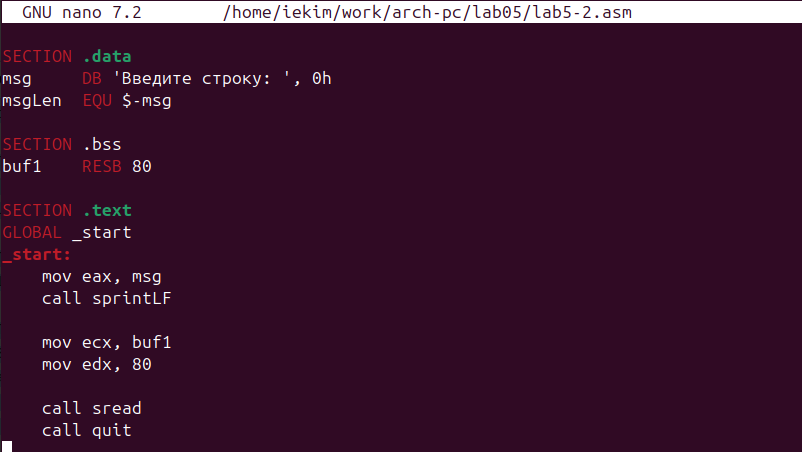 GNU nano 7.2 /home/iekim/work/arch-pc/lab05/lab5-2.asm
SECTION .data
msg DB 'Введите строку: ', 0h
msgLen EQU $-msg
SECTION .bss
buf1 RESB 80
SECTION .text
GLOBAL _start
_start:
mov eax, msg
call sprintLF
mov ecx, buf1
mov edx, 80
call sread
call quit